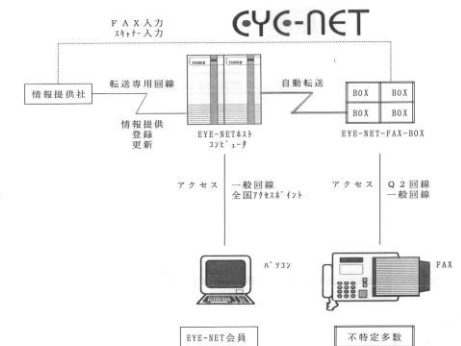 FAX入力
スキャナー入力
EYE-NET
転送専用回線
自動転送
情報提供社
BOX BOX
BOX BOX
情報提供
登録
更新
EYE-NETホスト
コンピュータ
EYE-NET-FAX-BOX
アクセス 一般回線
全国アクセスポイント
アクセス Q2回線
一般回線
パソコン
FAX
EYE-NET会員
不特定多数